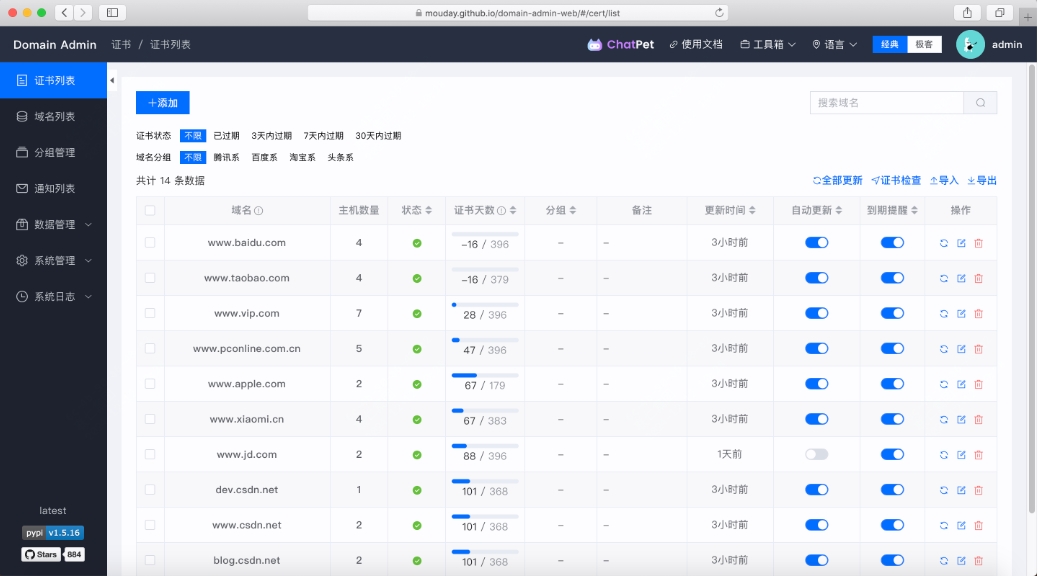 mouday.github.io/domain-admin-web/#/cert/list
Domain Admin 证书 / 证书列表 ChatPet 使用文档 工具箱 语言 经典 极客 admin
证书列表
域名列表
分组管理
通知列表
数据管理
系统管理
系统日志
latest
pypi v1.5.16
Stars 884
+添加 搜索域名
证书状态 不限 已过期 3天内过期 7天内过期 30天内过期
域名分组 不限 腾讯系 百度系 淘宝系 头条系
共计 14 条数据 全部更新 证书检查 导入 导出
域名 主机数量 状态 证书天数 分组 备注 更新时间 自动更新 到期提醒 操作
www.baidu.com 4 -16 / 396 – – 3小时前
www.taobao.com 4 -16 / 379 – – 3小时前
www.vip.com 7 28 / 396 – – 3小时前
www.pconline.com.cn 5 47 / 396 – – 3小时前
www.apple.com 2 67 / 179 – – 3小时前
www.xiaomi.cn 4 67 / 383 – – 3小时前
www.jd.com 2 88 / 396 – – 1天前
dev.csdn.net 1 101 / 368 – – 3小时前
www.csdn.net 2 101 / 368 – – 3小时前
blog.csdn.net 2 101 / 368 – – 3小时前